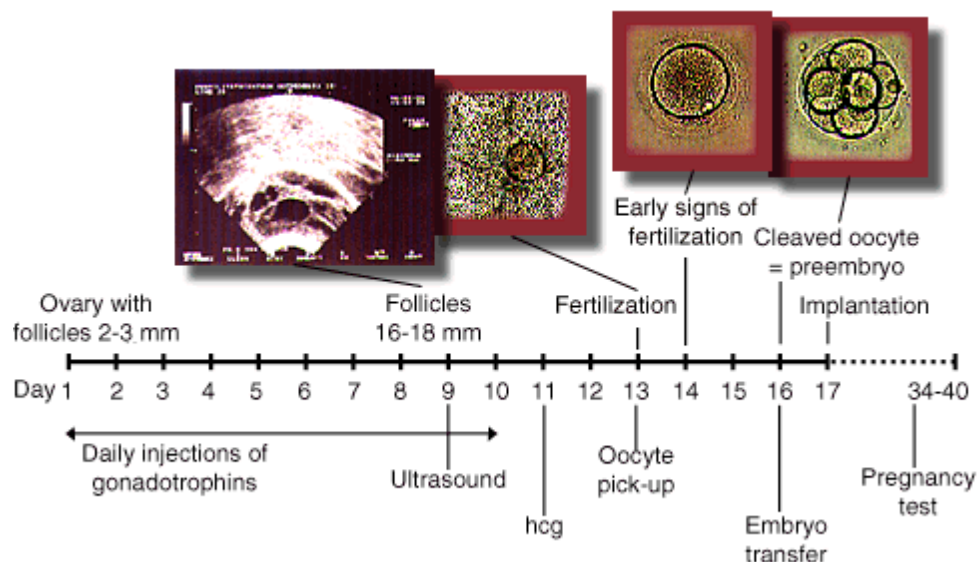 Early signs of
fertilization
Cleaved oocyte
= preembryo
Ovary with
follicles 2-3 mm
Follicles
16-18 mm
Fertilization
Implantation
Day 1 2 3 4 5 6 7 8 9 10 11 12 13 14 15 16 17 34-40
Daily injections of
gonadotrophins
Ultrasound
hcg
Oocyte
pick-up
Embryo
transfer
Pregnancy
test